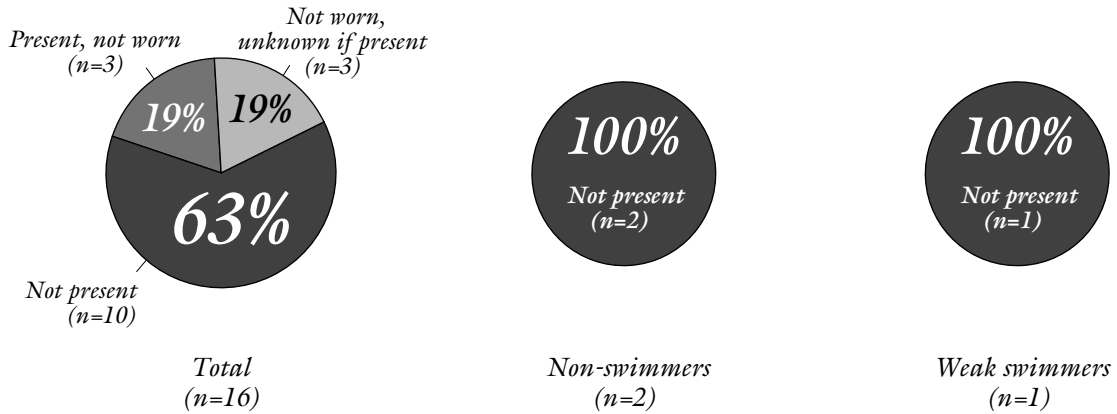 Not worn,
unknown if present
(n=3)
Present, not worn
(n=3)
19%
19%
63%
Not present
(n=10)
Total
(n=16)
100%
Not present
(n=2)
Non-swimmers
(n=2)
100%
Not present
(n=1)
Weak swimmers
(n=1)